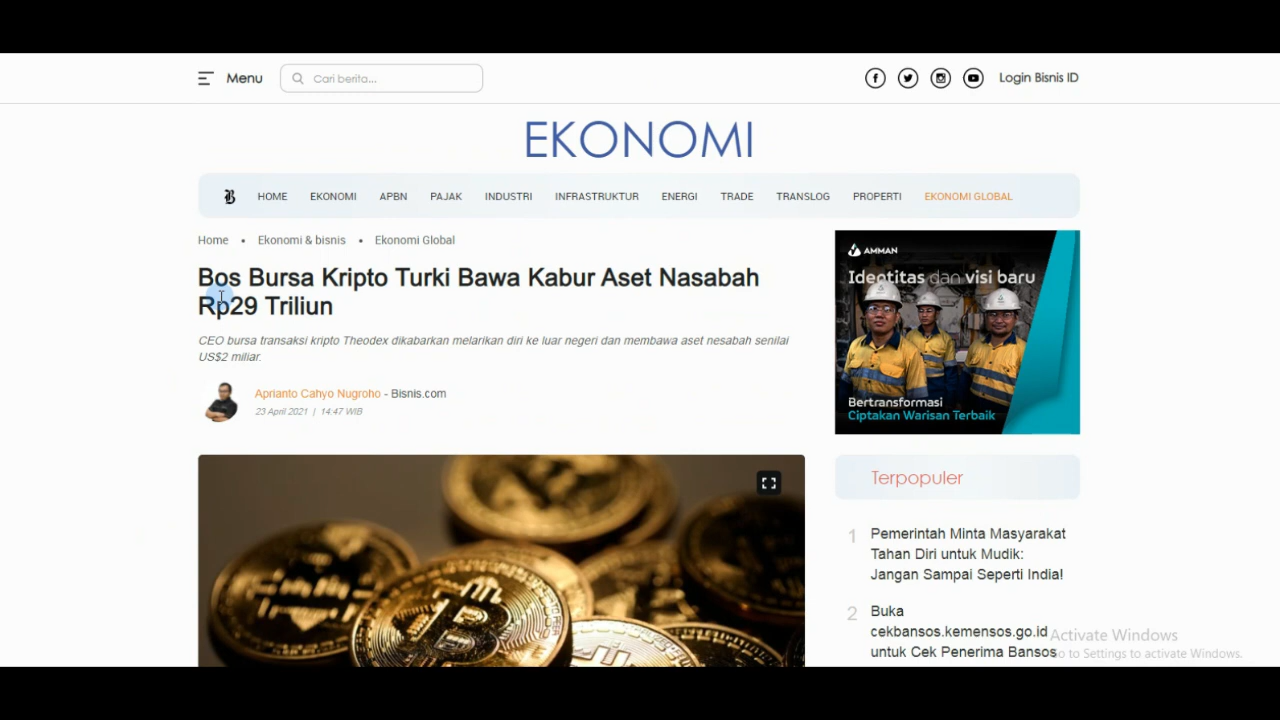 Menu
Cari berita...
Login Bisnis ID
EKONOMI
B HOME EKONOMI APBN PAJAK INDUSTRI INFRASTRUKTUR ENERGI TRADE TRANSLOG PROPERTI EKONOMI GLOBAL
Home • Ekonomi & bisnis • Ekonomi Global
Bos Bursa Kripto Turki Bawa Kabur Aset Nasabah
Rp29 Triliun
CEO bursa transaksi kripto Theodex dikabarkan melarikan diri ke luar negeri dan membawa aset nesabah senilai
US$2 miliar.
Aprianto Cahyo Nugroho - Bisnis.com
23 April 2021 | 14:47 WIB
AMMAN
Identitas dan visi baru
Bertransformasi
Ciptakan Warisan Terbaik
Terpopuler
1 Pemerintah Minta Masyarakat
Tahan Diri untuk Mudik:
Jangan Sampai Seperti India!
2 Buka
cekbansos.kemensos.go.id
untuk Cek Penerima Bansos
Activate Windows
Go to Settings to activate Windows.